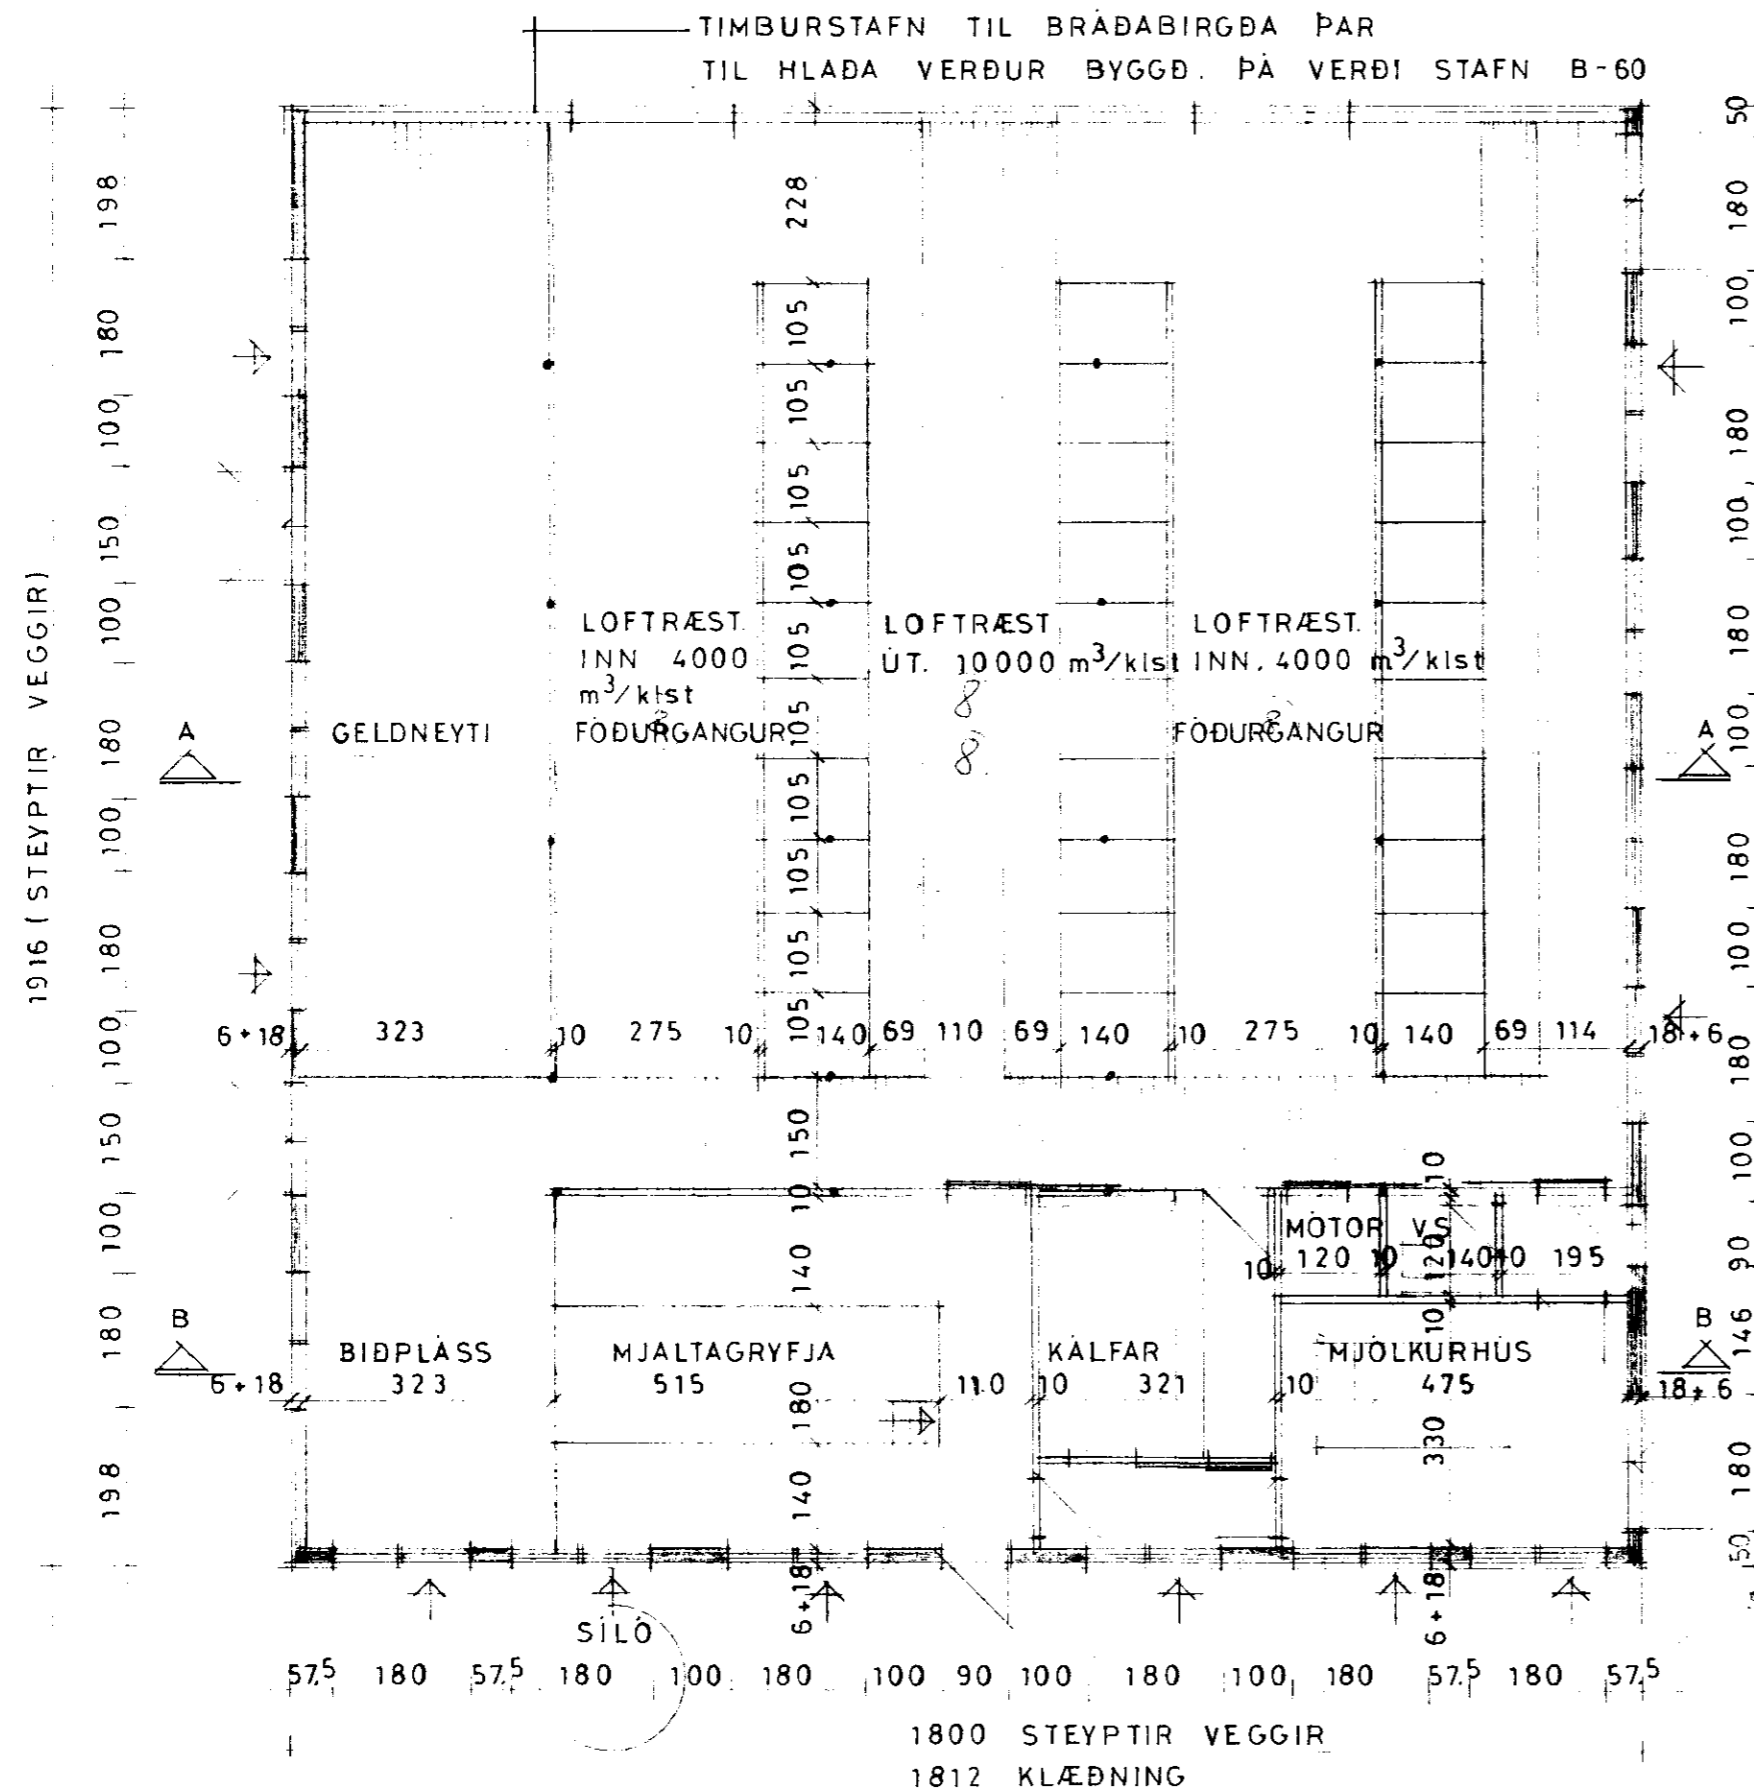 TIMBURSTAFN TIL BRÁÐABIRGÐA ÞAR
TIL HLAÐA VERÐUR BYGGÐ. ÞÁ VERÐI STAFN B-60
1916 (STEYPTIR VEGGIR)
198
180
100
150
100
180
100
180
100
150
100
180
198
50
180
100
180
100
180
100
180
100
180
100
90
146
180
50
228
105
105
105
105
105
105
105
105
105
105
LOFTRÆST.
INN 4000
m³/klst
LOFTRÆST
ÚT. 10000 m³/klst
8
8
LOFTRÆST.
INN. 4000 m³/klst
GELDNEYTI
FÓÐURGANGUR
FÓÐURGANGUR
A
A
6+18 323 10 275 10 140 69 110 69 140 10 275 10 140 69 114 18+6
150
10
140
180
140
6+18
10
120
10
330
6+18
MÓTOR VS
10 120 10 140 10 195
B
B
BIÐPLÁSS MJALTAGRYFJA KÁLFAR MJÓLKURHÚS
6+18 323 515 110 10 321 10 475 18+6
SÍLÓ
57.5 180 57.5 180 100 180 100 90 100 180 100 180 57.5 180 57.5
1800 STEYPTIR VEGGIR
1812 KLÆÐNING